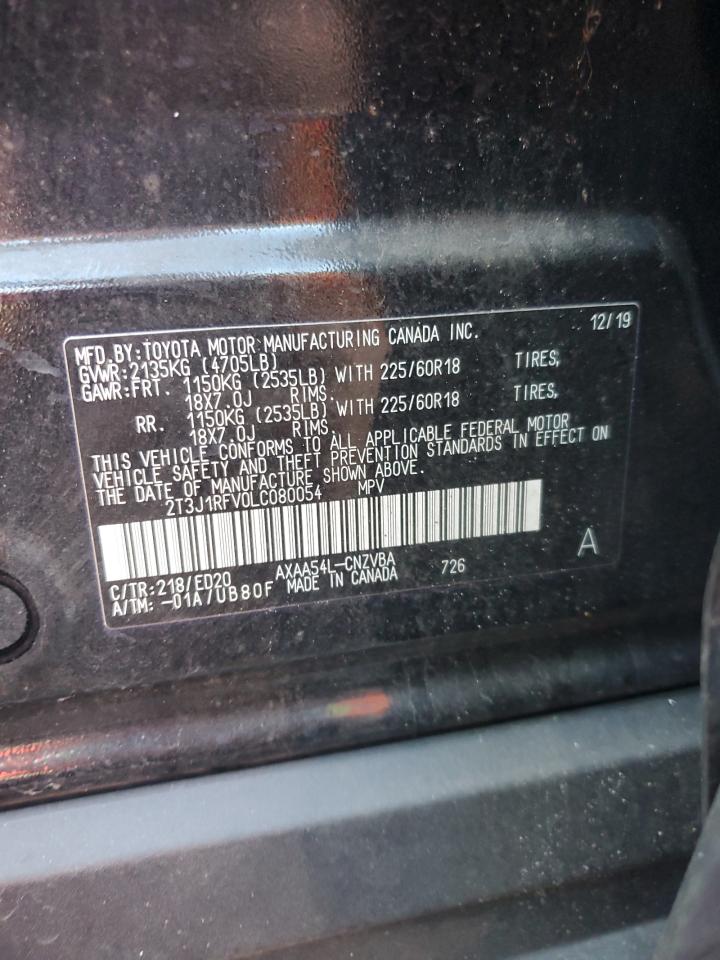 MFD.BY:TOYOTA MOTOR MANUFACTURING CANADA INC. 12/19
GVWR:2135KG (4705LB)
GAWR:FRT. 1150KG (2535LB) WITH 225/60R18 TIRES,
18X7.0J RIMS.
RR. 1150KG (2535LB) WITH 225/60R18 TIRES,
18X7.0J RIMS.
THIS VEHICLE CONFORMS TO ALL APPLICABLE FEDERAL MOTOR
VEHICLE SAFETY AND THEFT PREVENTION STANDARDS IN EFFECT ON
THE DATE OF MANUFACTURE SHOWN ABOVE.
2T3J1RFV0LC080054 MPV
A
C/TR:218/ED20 AXAA54L-CNZVBA 726
A/TM:-01A/UB80F MADE IN CANADA